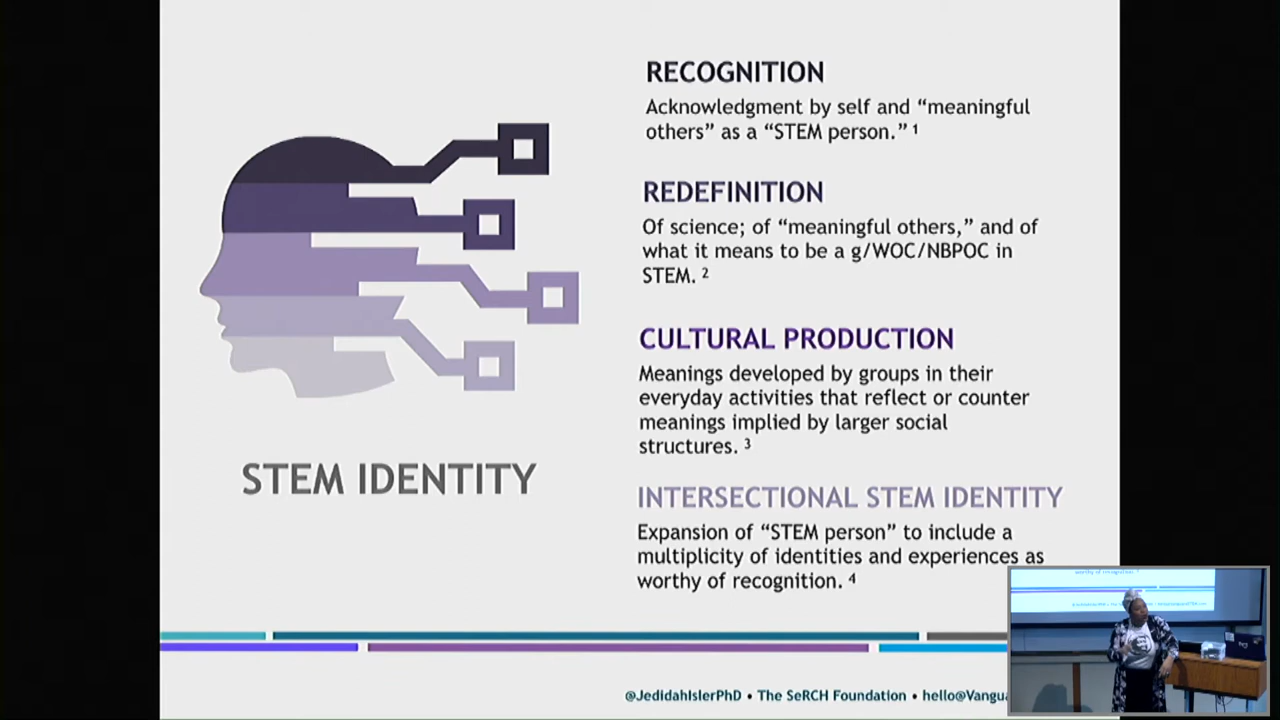 RECOGNITION
Acknowledgment by self and “meaningful
others” as a “STEM person.” 1
REDEFINITION
Of science; of “meaningful others,” and of
what it means to be a g/WOC/NBPOC in
STEM. 2
CULTURAL PRODUCTION
Meanings developed by groups in their
everyday activities that reflect or counter
meanings implied by larger social
structures. 3
STEM IDENTITY
INTERSECTIONAL STEM IDENTITY
Expansion of “STEM person” to include a
multiplicity of identities and experiences as
worthy of recognition. 4
@JedidahIslerPhD • The SeRCH Foundation • hello@Vangua
worthy of recognition.